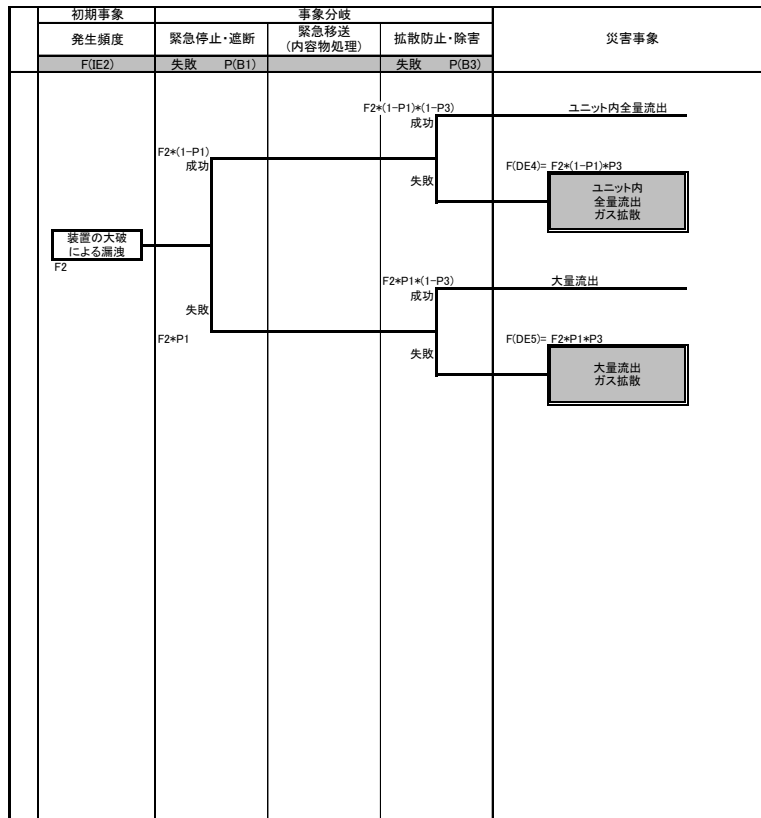 初期事象
事象分岐
発生頻度
緊急停止・遮断
緊急移送
(内容物処理)
拡散防止・除害
災害事象
F(IE2)
失敗 P(B1)
失敗 P(B3)
F2*(1-P1)*(1-P3)
成功
ユニット内全量流出
F2*(1-P1)
成功
失敗
F(DE4)= F2*(1-P1)*P3
ユニット内
全量流出
ガス拡散
装置の大破
による漏洩
F2
F2*P1*(1-P3)
成功
大量流出
失敗
F2*P1
失敗
F(DE5)= F2*P1*P3
大量流出
ガス拡散